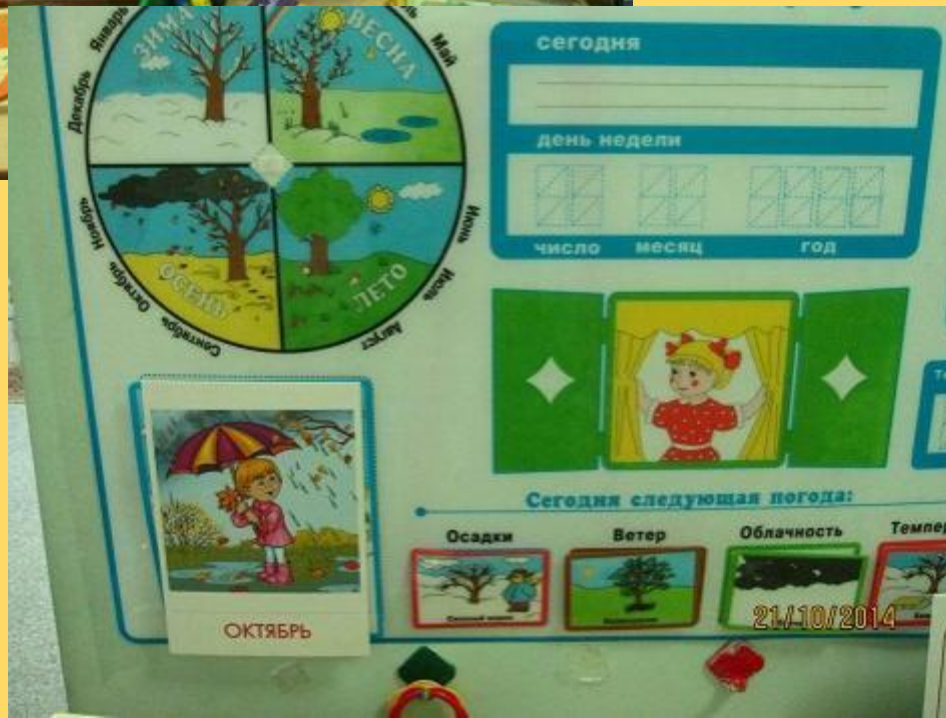 ЗИМА
ВЕСНА
ОСЕНЬ
ЛЕТО
Январь
Декабрь
Ноябрь
Октябрь
Сентябрь
Август
Июль
Июнь
Май
сегодня
день недели
число месяц год
Сегодня следующая погода:
Осадки Ветер Облачность
ОКТЯБРЬ
21/10/2014